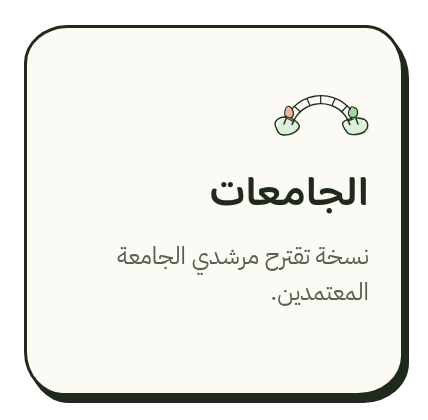 الجامعات
نسخة تقترح مرشدي الجامعة
المعتمدين.